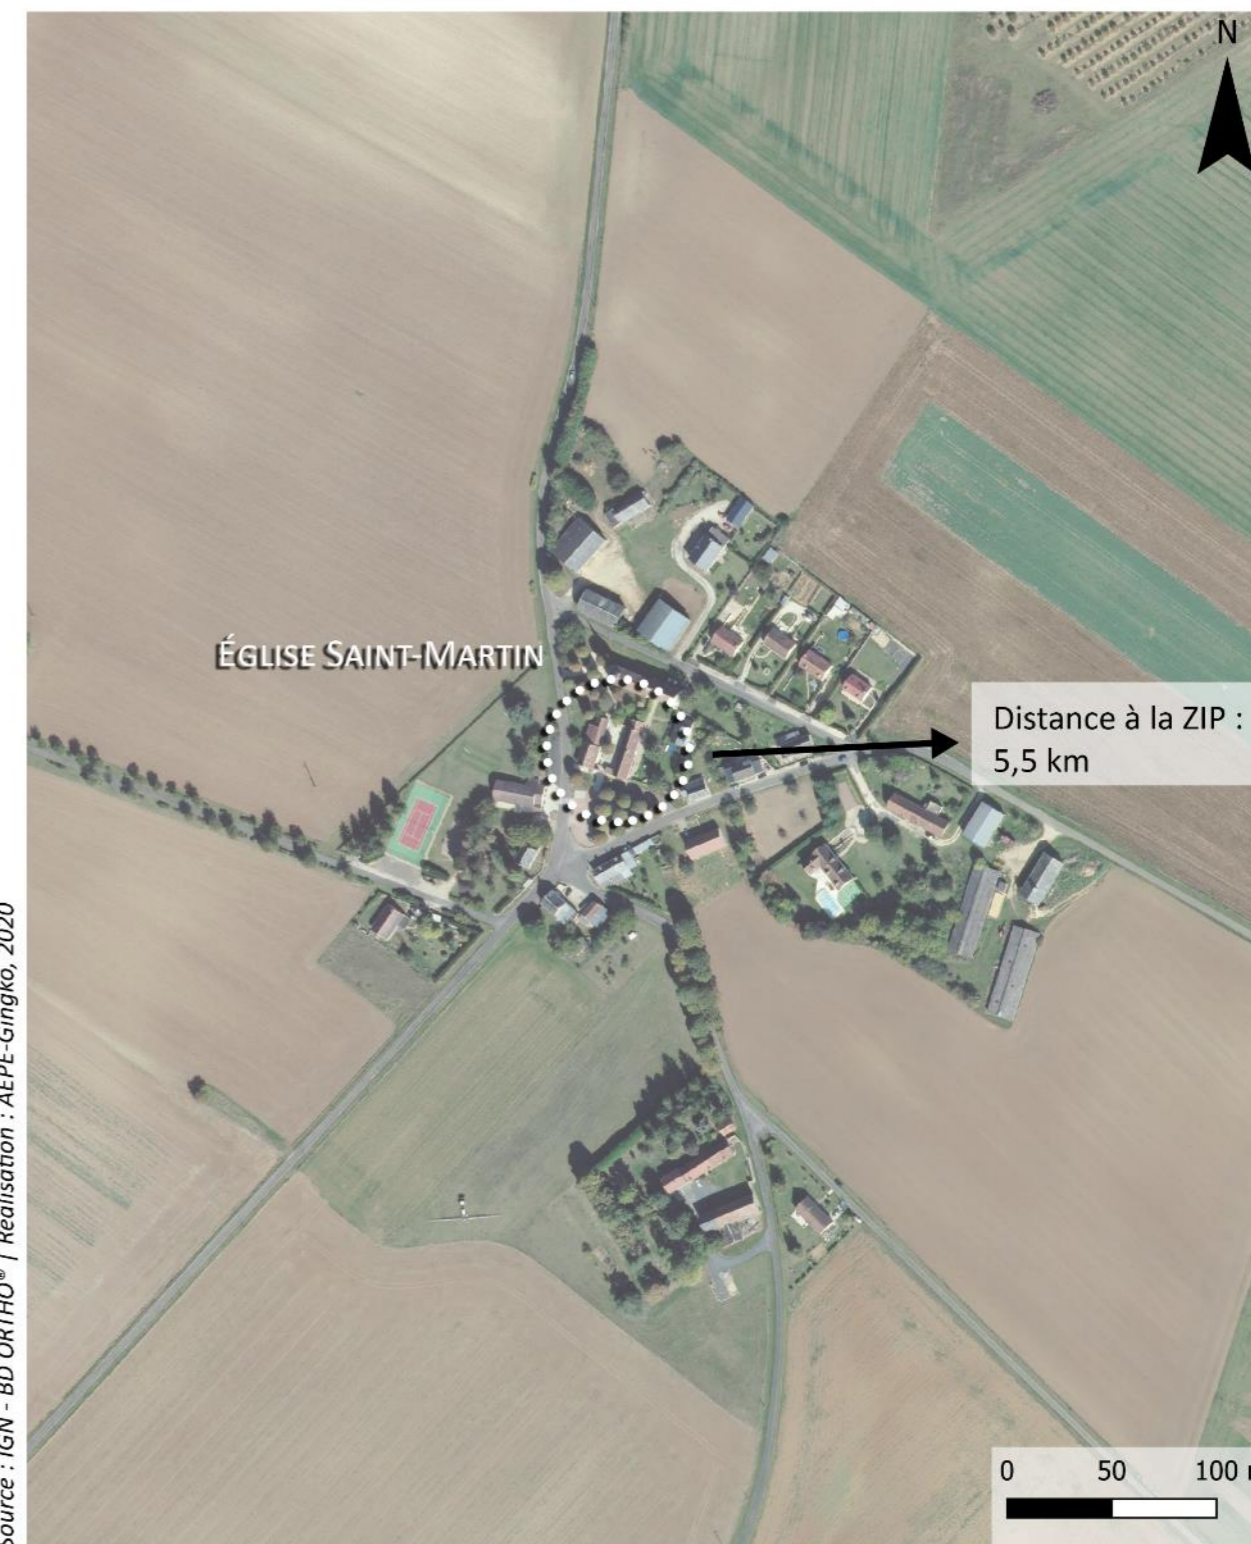 N
ÉGLISE SAINT-MARTIN
Distance à la ZIP :
5,5 km
Source : IGN - BD ORTHO® | Réalisation : AEPE-Gingko, 2020
0 50 100